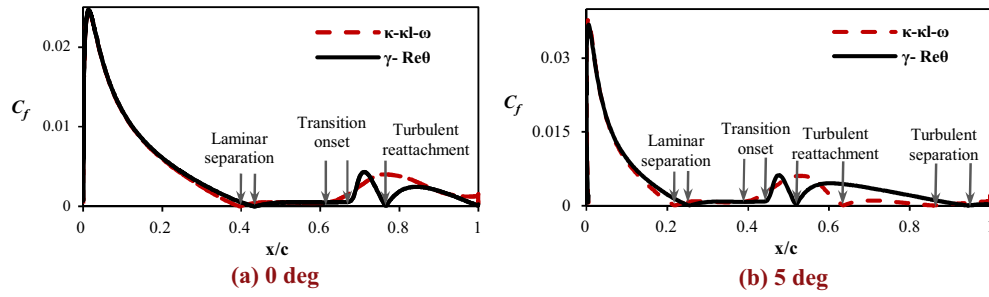 0.02
0.01
0
C_f
κ-κl-ω
γ- Reθ
Laminar
separation
Transition
onset
Turbulent
reattachment
0 0.2 0.4 0.6 0.8 1
x/c
(a) 0 deg
0.03
0.015
0
C_f
κ-κl-ω
γ- Reθ
Laminar
separation
Transition
onset
Turbulent
reattachment
Turbulent
separation
0 0.2 0.4 0.6 0.8 1
x/c
(b) 5 deg